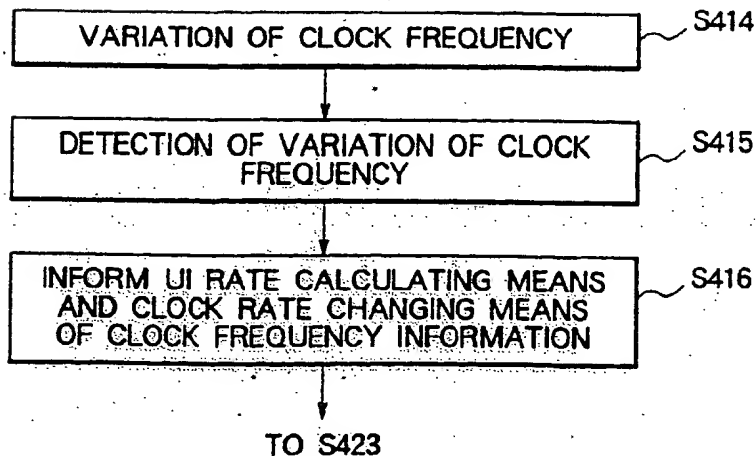 VARIATION OF CLOCK FREQUENCY
S414
DETECTION OF VARIATION OF CLOCK
FREQUENCY
S415
INFORM UI RATE CALCULATING MEANS
AND CLOCK RATE CHANGING MEANS
OF CLOCK FREQUENCY INFORMATION
S416
TO S423